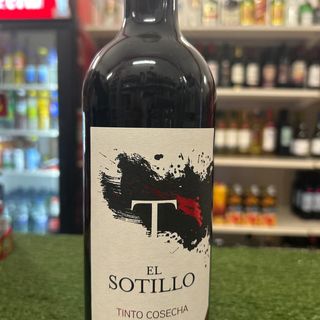 T
EL
SOTILLO
TINTO COSECHA